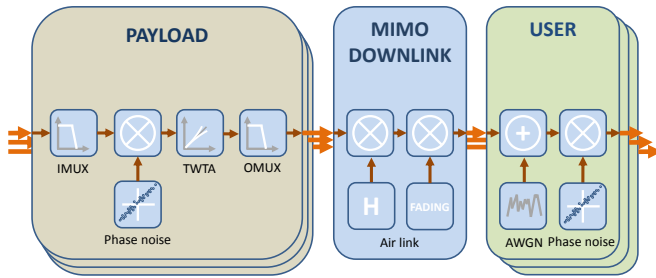 PAYLOAD
MIMO
DOWNLINK
USER
IMUX
TWTA
OMUX
Phase noise
H
FADING
Air link
AWGN
Phase noise